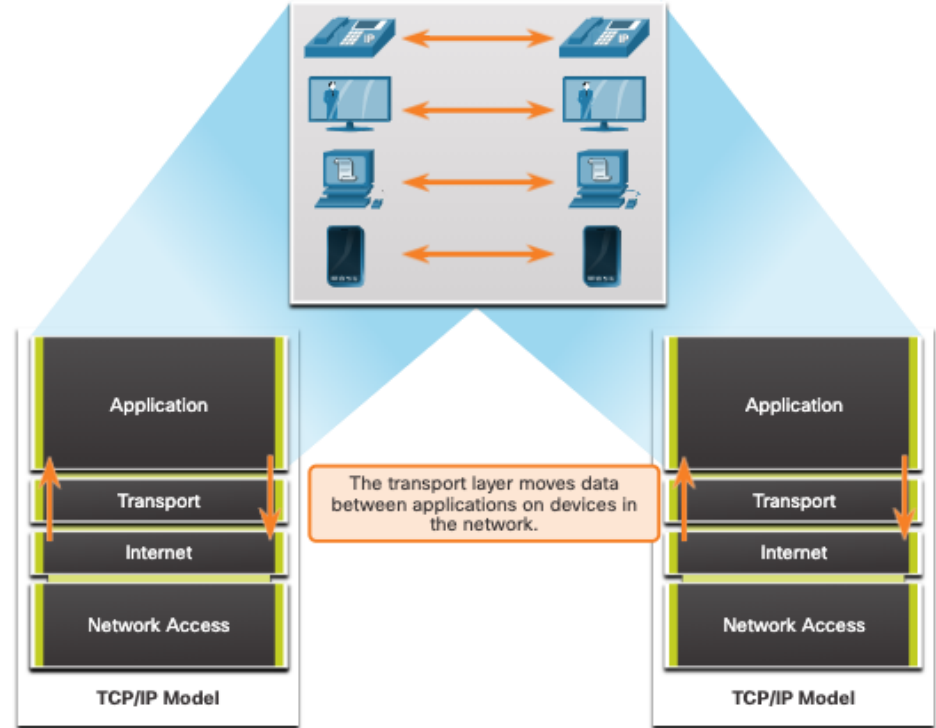 IP
Application
Transport
Internet
Network Access
TCP/IP Model
The transport layer moves data
between applications on devices in
the network.
Application
Transport
Internet
Network Access
TCP/IP Model